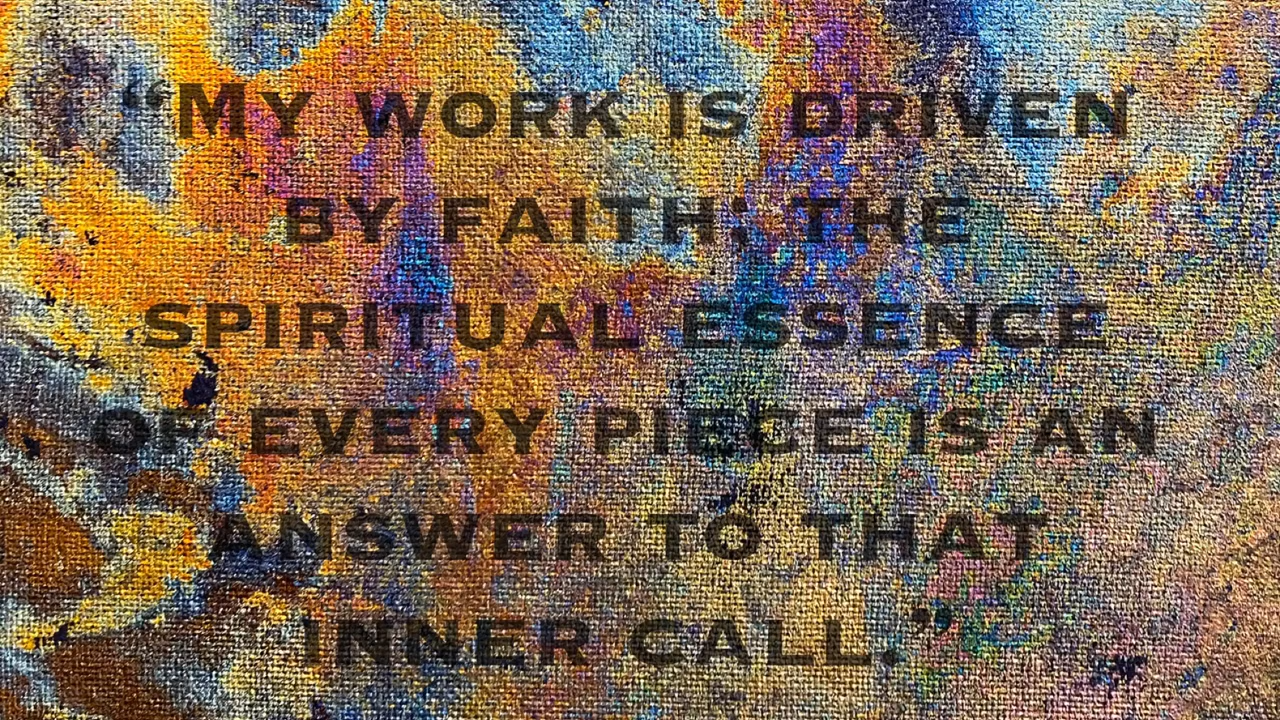 “MY WORK IS DRIVEN
BY FAITH; THE
SPIRITUAL ESSENCE
OF EVERY PIECE IS AN
ANSWER TO THAT
INNER CALL.”